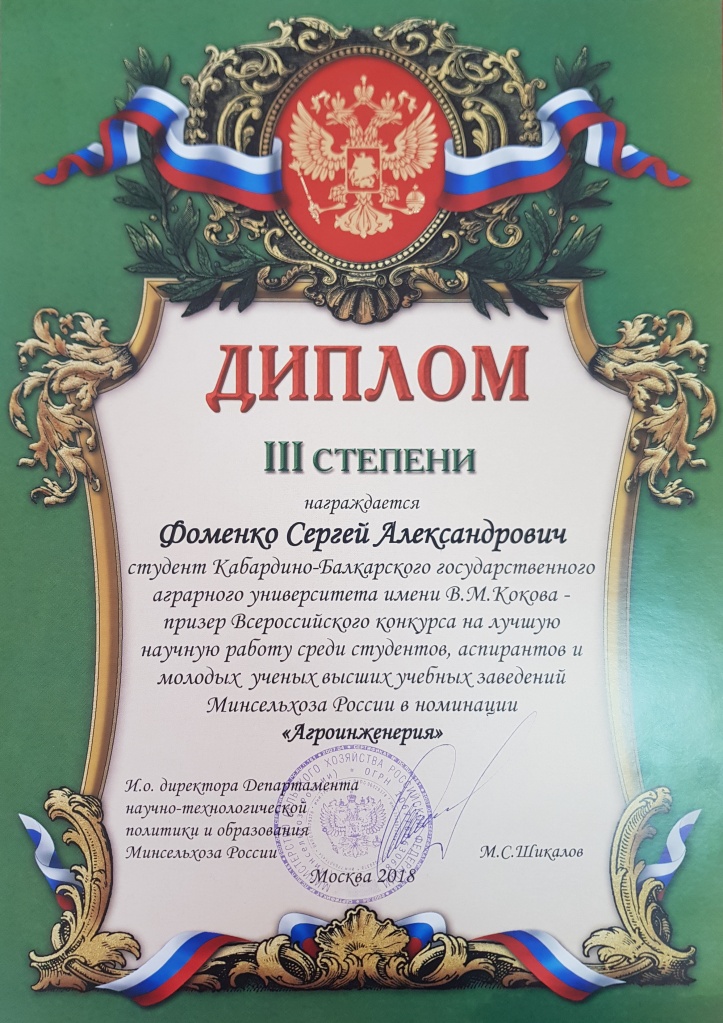 ДИПЛОМ
III СТЕПЕНИ
награждается
Фоменко Сергей Александрович
студент Кабардино-Балкарского государственного
аграрного университета имени В.М.Кокова -
призер Всероссийского конкурса на лучшую
научную работу среди студентов, аспирантов и
молодых ученых высших учебных заведений
Минсельхоза России в номинации
«Агроинженерия»
И.о. директора Департамента
научно-технологической
политики и образования
Минсельхоза России
М.С.Шикалов
Москва 2018